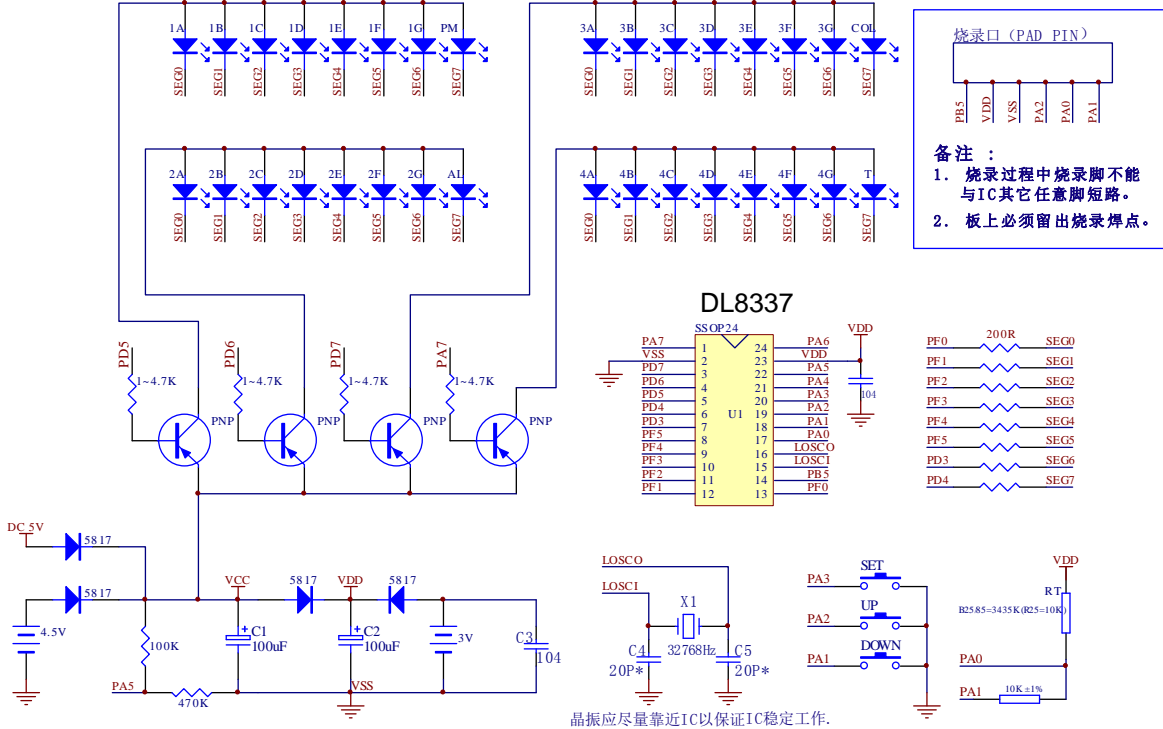 1A 1B 1C 1D 1E 1F 1G PM
SEG0 SEG1 SEG2 SEG3 SEG4 SEG5 SEG6 SEG7
3A 3B 3C 3D 3E 3F 3G COL
SEG0 SEG1 SEG2 SEG3 SEG4 SEG5 SEG6 SEG7
烧录口（PAD PIN）
PB5 VDD VSS PA2 PA0 PA1
备注 ：
1. 烧录过程中烧录脚不能
与IC其它任意脚短路。
2. 板上必须留出烧录焊点。
2A 2B 2C 2D 2E 2F 2G AL
SEG0 SEG1 SEG2 SEG3 SEG4 SEG5 SEG6 SEG7
4A 4B 4C 4D 4E 4F 4G T
SEG0 SEG1 SEG2 SEG3 SEG4 SEG5 SEG6 SEG7
PD5 PD6 PD7 PA7
1~4.7K 1~4.7K 1~4.7K 1~4.7K
PNP PNP PNP PNP
DL8337
SSOP24
U1
PA7 1 24 PA6
VSS 2 23 VDD
PD7 3 22 PA5
PD6 4 21 PA4
PD5 5 20 PA3
PD4 6 19 PA2
PD3 7 18 PA1
PF5 8 17 PA0
PF4 9 16 LOSCO
PF3 10 15 LOSCI
PF2 11 14 PB5
PF1 12 13 PF0
VDD
104
200R
PF0 SEG0
PF1 SEG1
PF2 SEG2
PF3 SEG3
PF4 SEG4
PF5 SEG5
PD3 SEG6
PD4 SEG7
DC 5V
5817
5817
4.5V
100K
PA5
470K
VCC
C1
100uF
5817
VDD
C2
100uF
VSS
5817
3V
C3
104
LOSCO
LOSCI
X1
32768Hz
C4
20P*
C5
20P*
晶振应尽量靠近IC以保证IC稳定工作.
PA3 SET
PA2 UP
PA1 DOWN
VDD
RT
B25.85=3435K(R25=10K)
PA0
PA1 10K±1%